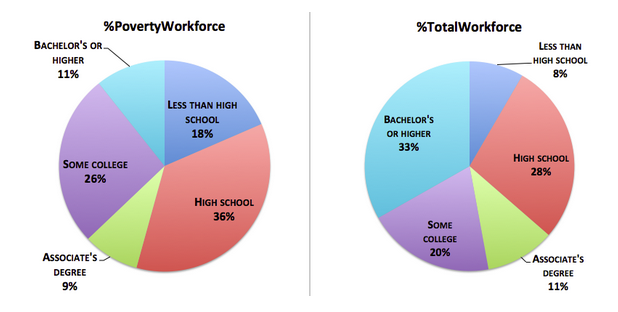 %PovertyWorkforce
BACHELOR'S OR
HIGHER
11%
LESS THAN HIGH
SCHOOL
18%
HIGH SCHOOL
36%
ASSOCIATE'S
DEGREE
9%
SOME COLLEGE
26%
%TotalWorkforce
LESS THAN
HIGH SCHOOL
8%
HIGH SCHOOL
28%
ASSOCIATE'S
DEGREE
11%
SOME
COLLEGE
20%
BACHELOR'S
OR HIGHER
33%